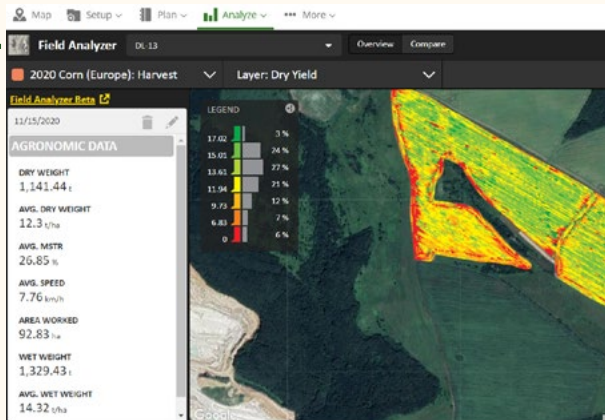 Map Setup Plan Analyze More
Field Analyzer DL-13 Overview Compare
2020 Corn (Europe): Harvest Layer: Dry Yield
Field Analyzer Beta
11/15/2020
AGRONOMIC DATA
DRY WEIGHT
1,141.44 t
AVG. DRY WEIGHT
12.3 t/ha
AVG. MSTR
26.85 %
AVG. SPEED
7.76 km/h
AREA WORKED
92.83 ha
WET WEIGHT
1,329.43 t
AVG. WET WEIGHT
14.32 t/ha
LEGEND
17.02 3 %
15.01 24 %
13.61 27 %
11.94 21 %
9.73 12 %
6.83 7 %
0 6 %
Google